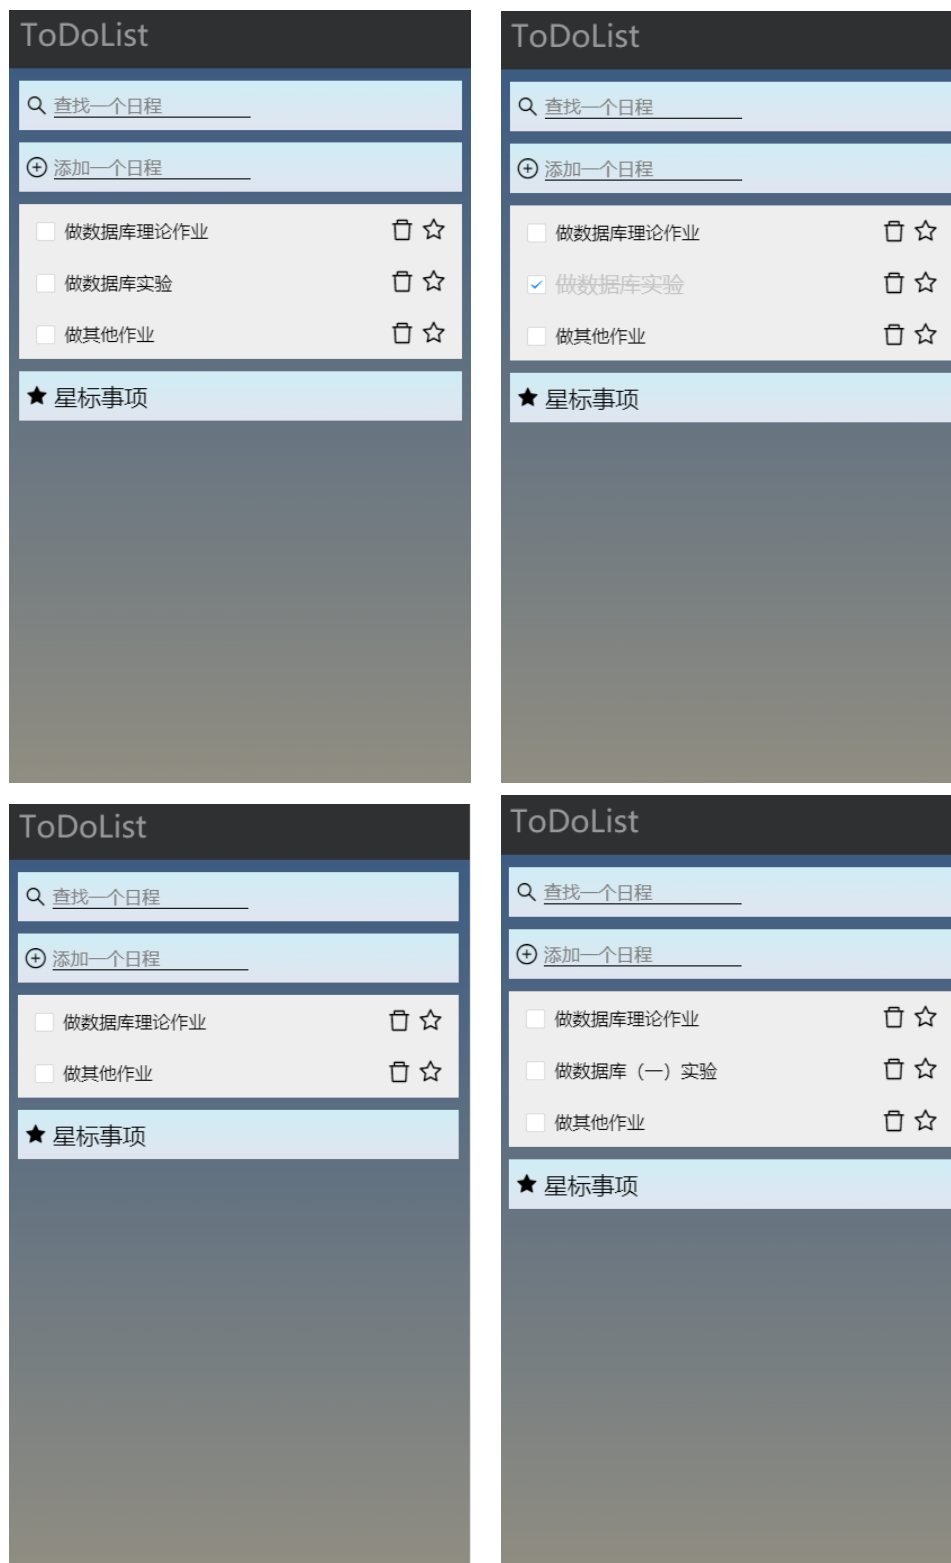 ToDoList
查找一个日程
添加一个日程
做数据库理论作业
做数据库实验
做其他作业
星标事项
ToDoList
查找一个日程
添加一个日程
做数据库理论作业
做数据库实验
做其他作业
星标事项
ToDoList
查找一个日程
添加一个日程
做数据库理论作业
做其他作业
星标事项
ToDoList
查找一个日程
添加一个日程
做数据库理论作业
做数据库（一）实验
做其他作业
星标事项